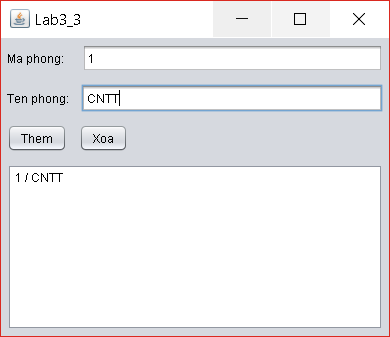 Lab3_3
Ma phong: 1
Ten phong: CNTT
Them Xoa
1 / CNTT